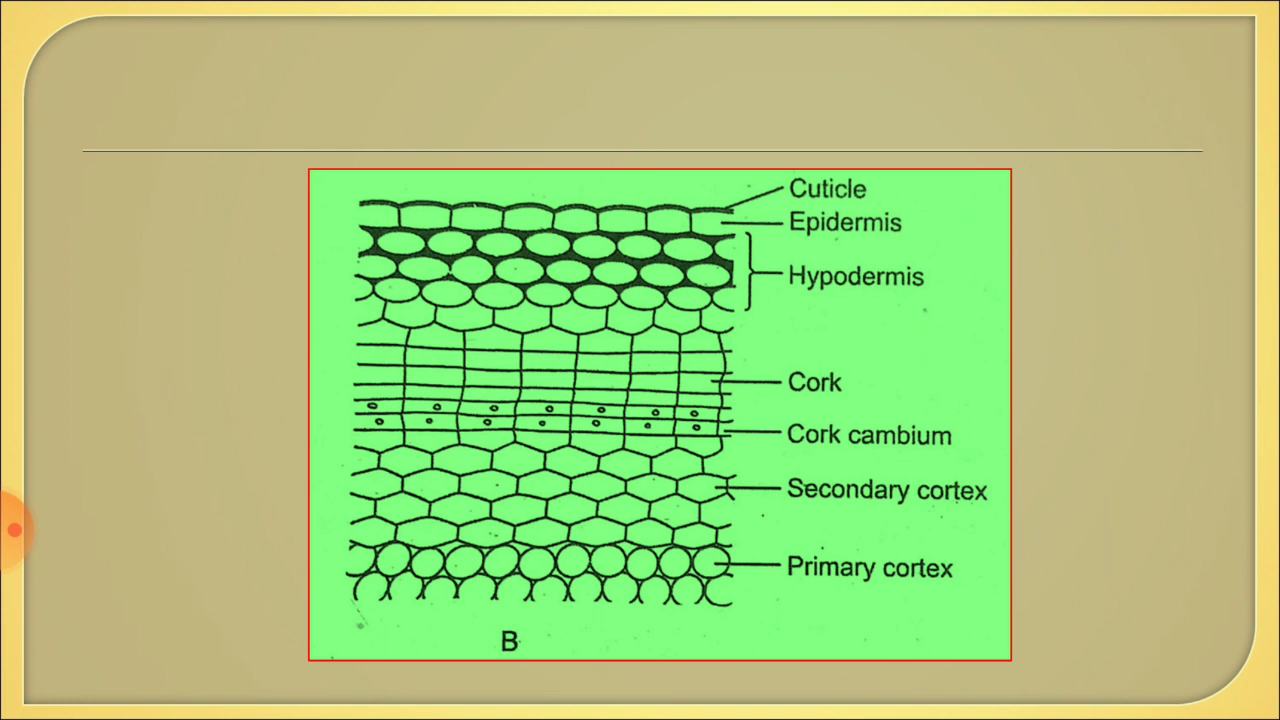 Cuticle
Epidermis
Hypodermis
Cork
Cork cambium
Secondary cortex
Primary cortex
B